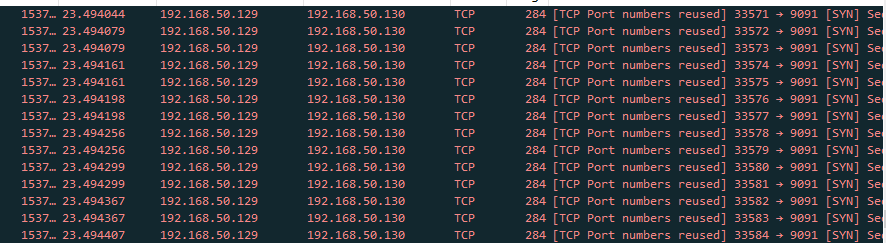 1537… 23.494044 192.168.50.129 192.168.50.130 TCP 284 [TCP Port numbers reused] 33571 → 9091 [SYN] Se
1537… 23.494079 192.168.50.129 192.168.50.130 TCP 284 [TCP Port numbers reused] 33572 → 9091 [SYN] Se
1537… 23.494079 192.168.50.129 192.168.50.130 TCP 284 [TCP Port numbers reused] 33573 → 9091 [SYN] Se
1537… 23.494161 192.168.50.129 192.168.50.130 TCP 284 [TCP Port numbers reused] 33574 → 9091 [SYN] Se
1537… 23.494161 192.168.50.129 192.168.50.130 TCP 284 [TCP Port numbers reused] 33575 → 9091 [SYN] Se
1537… 23.494198 192.168.50.129 192.168.50.130 TCP 284 [TCP Port numbers reused] 33576 → 9091 [SYN] Se
1537… 23.494198 192.168.50.129 192.168.50.130 TCP 284 [TCP Port numbers reused] 33577 → 9091 [SYN] Se
1537… 23.494256 192.168.50.129 192.168.50.130 TCP 284 [TCP Port numbers reused] 33578 → 9091 [SYN] Se
1537… 23.494256 192.168.50.129 192.168.50.130 TCP 284 [TCP Port numbers reused] 33579 → 9091 [SYN] Se
1537… 23.494299 192.168.50.129 192.168.50.130 TCP 284 [TCP Port numbers reused] 33580 → 9091 [SYN] Se
1537… 23.494299 192.168.50.129 192.168.50.130 TCP 284 [TCP Port numbers reused] 33581 → 9091 [SYN] Se
1537… 23.494367 192.168.50.129 192.168.50.130 TCP 284 [TCP Port numbers reused] 33582 → 9091 [SYN] Se
1537… 23.494367 192.168.50.129 192.168.50.130 TCP 284 [TCP Port numbers reused] 33583 → 9091 [SYN] Se
1537… 23.494407 192.168.50.129 192.168.50.130 TCP 284 [TCP Port numbers reused] 33584 → 9091 [SYN] Se